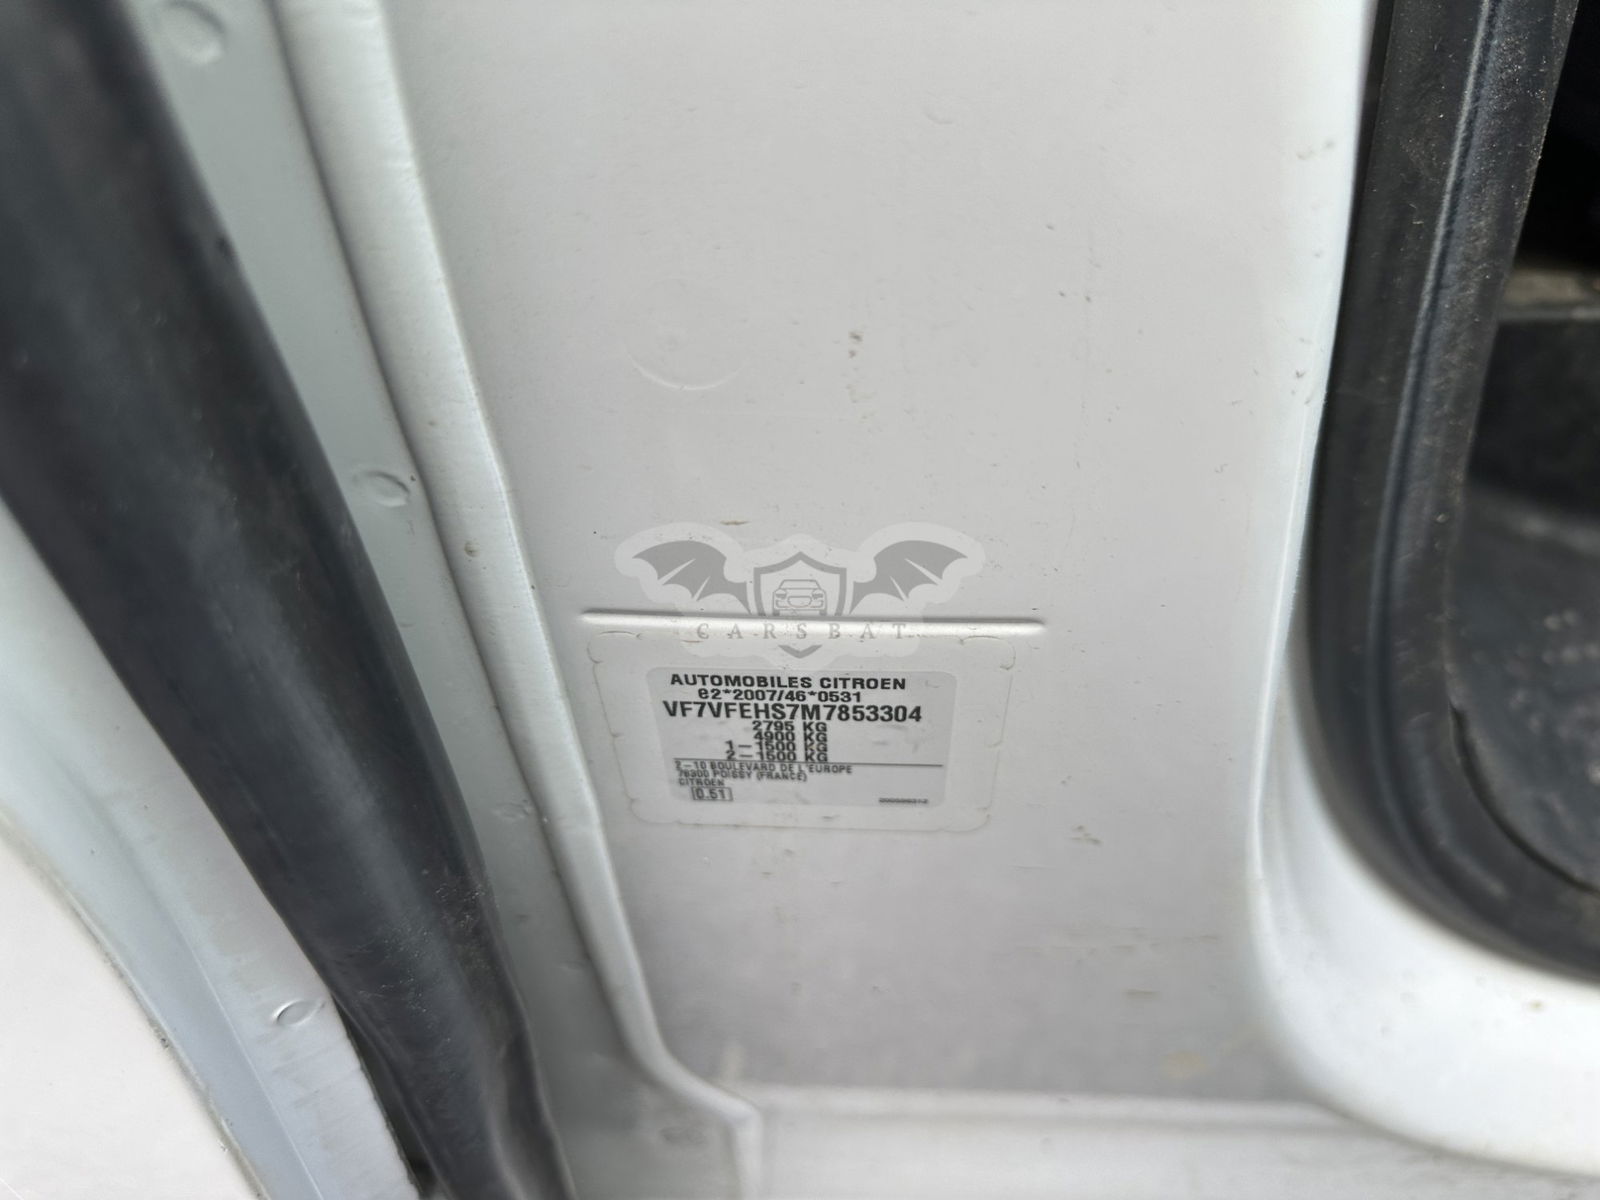 CARSBAT
AUTOMOBILES CITROEN
e2*2007/46*0531
VF7VFEHS7M7853304
2795 KG
4900 KG
1-1500 KG
2-1500 KG
2-10 BOULEVARD DE L'EUROPE
78300 POISSY (FRANCE)
CITROEN
0.51